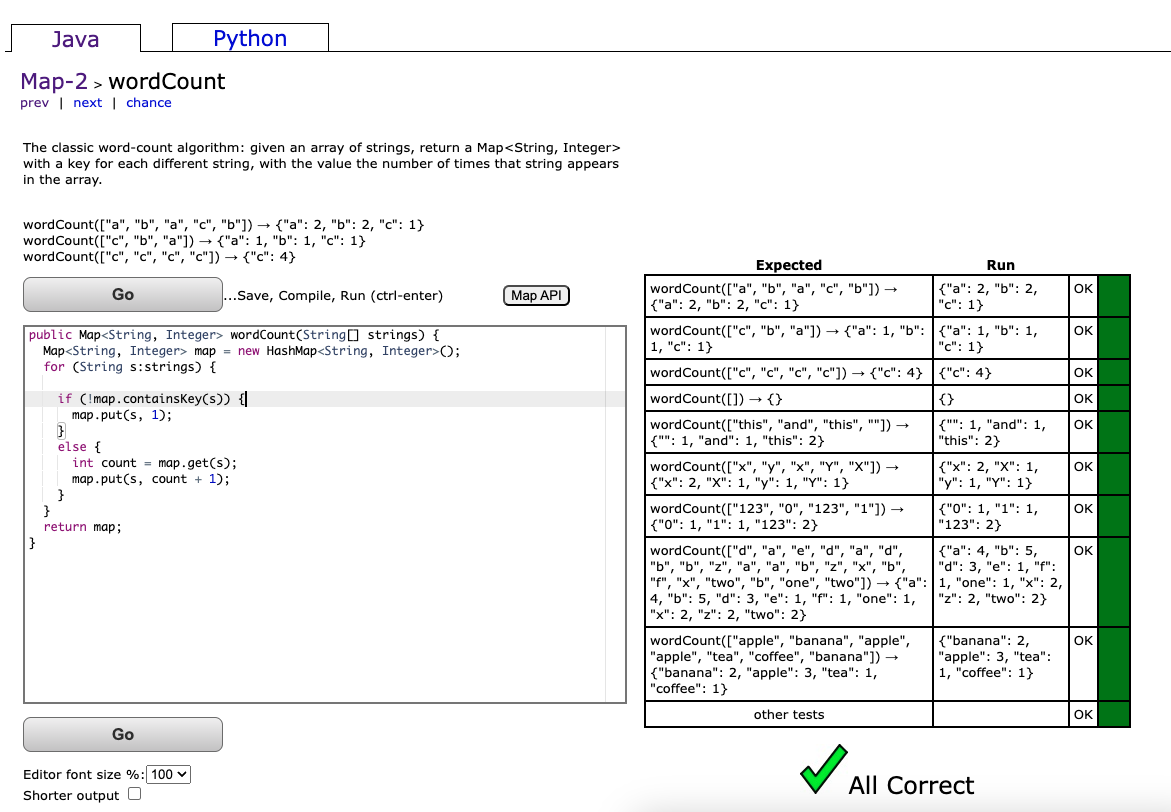 Java
Python
Map-2 > wordCount
prev | next | chance
The classic word-count algorithm: given an array of strings, return a Map<String, Integer>
with a key for each different string, with the value the number of times that string appears
in the array.
wordCount(["a", "b", "a", "c", "b"]) → {"a": 2, "b": 2, "c": 1}
wordCount(["c", "b", "a"]) → {"a": 1, "b": 1, "c": 1}
wordCount(["c", "c", "c", "c"]) → {"c": 4}
Go
...Save, Compile, Run (ctrl-enter)
Map API
public Map<String, Integer> wordCount(String[] strings) {
  Map<String, Integer> map = new HashMap<String, Integer>();
  for (String s:strings) {

    if (!map.containsKey(s)) {
      map.put(s, 1);
    }
    else {
      int count = map.get(s);
      map.put(s, count + 1);
    }
  }
  return map;
}
Go
Editor font size %: 100
Shorter output
Expected
Run
wordCount(["a", "b", "a", "c", "b"]) →
{"a": 2, "b": 2, "c": 1}
{"a": 2, "b": 2,
"c": 1}
OK
wordCount(["c", "b", "a"]) → {"a": 1, "b":
1, "c": 1}
{"a": 1, "b": 1,
"c": 1}
OK
wordCount(["c", "c", "c", "c"]) → {"c": 4}
{"c": 4}
OK
wordCount([]) → {}
{}
OK
wordCount(["this", "and", "this", ""]) →
{"": 1, "and": 1, "this": 2}
{"": 1, "and": 1,
"this": 2}
OK
wordCount(["x", "y", "x", "Y", "X"]) →
{"x": 2, "X": 1, "y": 1, "Y": 1}
{"x": 2, "X": 1,
"y": 1, "Y": 1}
OK
wordCount(["123", "0", "123", "1"]) →
{"0": 1, "1": 1, "123": 2}
{"0": 1, "1": 1,
"123": 2}
OK
wordCount(["d", "a", "e", "d", "a", "d",
"b", "b", "z", "a", "a", "b", "z", "x", "b",
"f", "x", "two", "b", "one", "two"]) → {"a":
4, "b": 5, "d": 3, "e": 1, "f": 1, "one": 1,
"x": 2, "z": 2, "two": 2}
{"a": 4, "b": 5,
"d": 3, "e": 1, "f":
1, "one": 1, "x": 2,
"z": 2, "two": 2}
OK
wordCount(["apple", "banana", "apple",
"apple", "tea", "coffee", "banana"]) →
{"banana": 2, "apple": 3, "tea": 1,
"coffee": 1}
{"banana": 2,
"apple": 3, "tea":
1, "coffee": 1}
OK
other tests
OK
All Correct